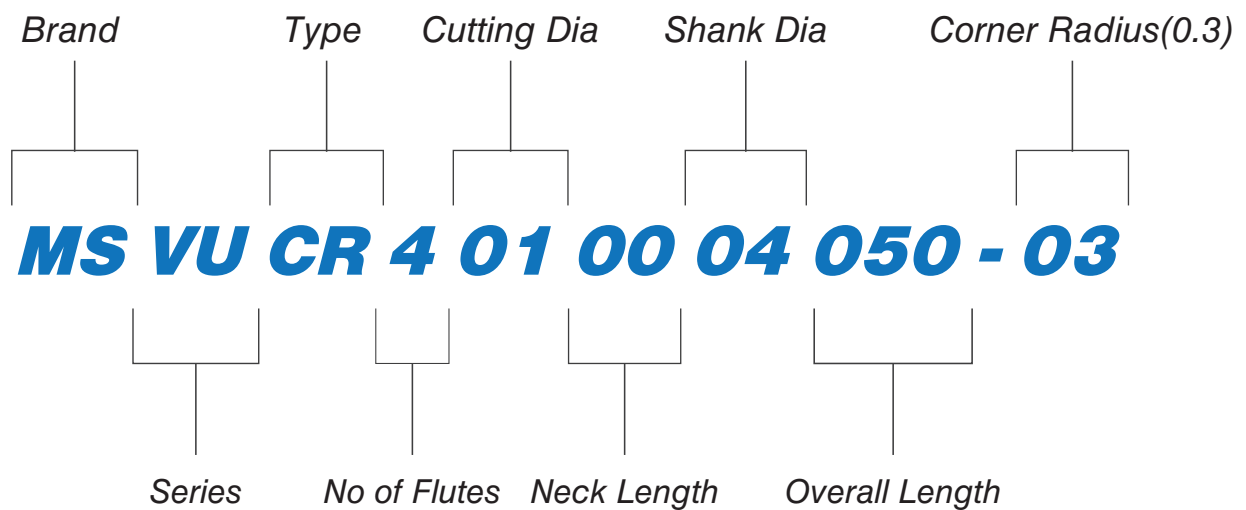 Brand Type Cutting Dia Shank Dia Corner Radius(0.3)
MS VU CR 4 01 00 04 050 - 03
Series No of Flutes Neck Length Overall Length